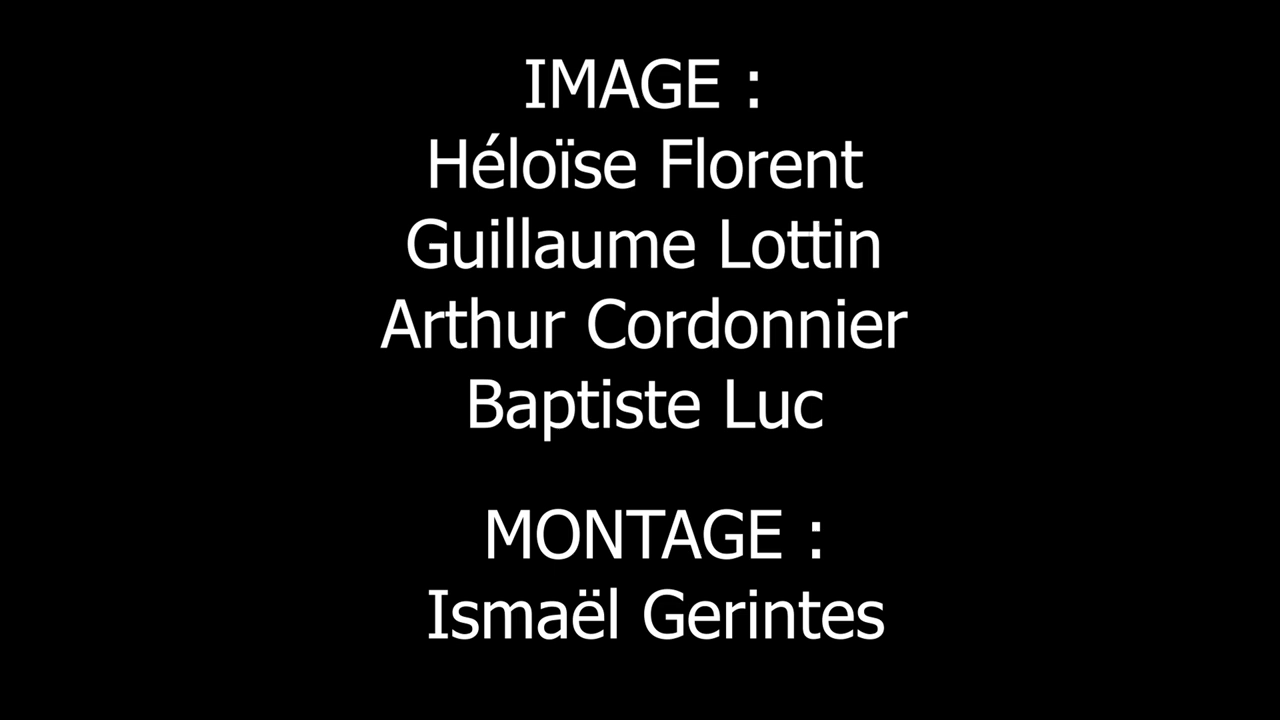 IMAGE :
Héloïse Florent
Guillaume Lottin
Arthur Cordonnier
Baptiste Luc
MONTAGE :
Ismaël Gerintes